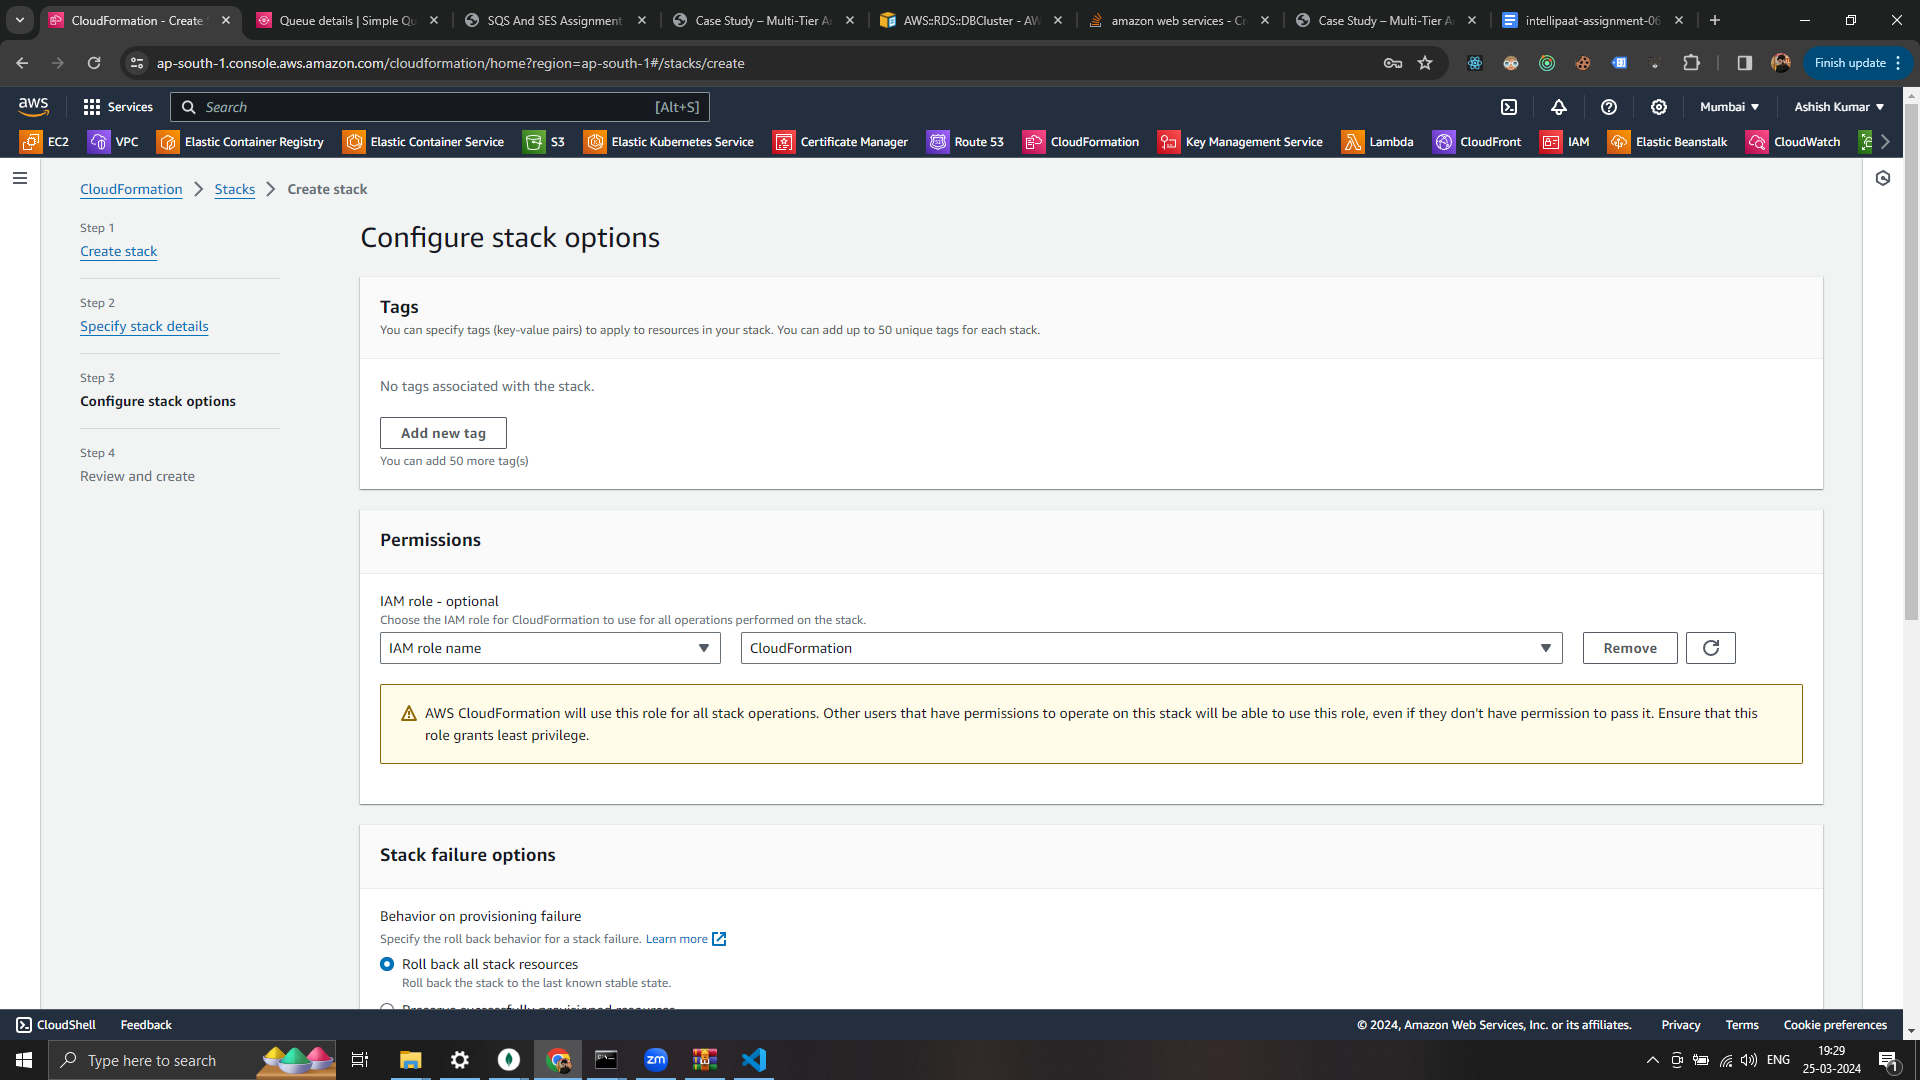 CloudFormation - Create S
Queue details | Simple Qu
SQS And SES Assignment
Case Study – Multi-Tier Ar
AWS::RDS::DBCluster - AW
amazon web services - Cr
Case Study – Multi-Tier A
intellipaat-assignment-06
ap-south-1.console.aws.amazon.com/cloudformation/home?region=ap-south-1#/stacks/create
Finish update
aws
Services
Search
[Alt+S]
Mumbai
Ashish Kumar
EC2
VPC
Elastic Container Registry
Elastic Container Service
S3
Elastic Kubernetes Service
Certificate Manager
Route 53
CloudFormation
Key Management Service
Lambda
CloudFront
IAM
Elastic Beanstalk
CloudWatch
CloudFormation
Stacks
Create stack
Step 1
Create stack
Step 2
Specify stack details
Step 3
Configure stack options
Step 4
Review and create
Configure stack options
Tags
You can specify tags (key-value pairs) to apply to resources in your stack. You can add up to 50 unique tags for each stack.
No tags associated with the stack.
Add new tag
You can add 50 more tag(s)
Permissions
IAM role - optional
Choose the IAM role for CloudFormation to use for all operations performed on the stack.
IAM role name
CloudFormation
Remove
AWS CloudFormation will use this role for all stack operations. Other users that have permissions to operate on this stack will be able to use this role, even if they don't have permission to pass it. Ensure that this
role grants least privilege.
Stack failure options
Behavior on provisioning failure
Specify the roll back behavior for a stack failure. Learn more
Roll back all stack resources
Roll back the stack to the last known stable state.
Preserve successfully provisioned resources
CloudShell
Feedback
© 2024, Amazon Web Services, Inc. or its affiliates.
Privacy
Terms
Cookie preferences
Type here to search
zm
ENG
19:29
25-03-2024
1